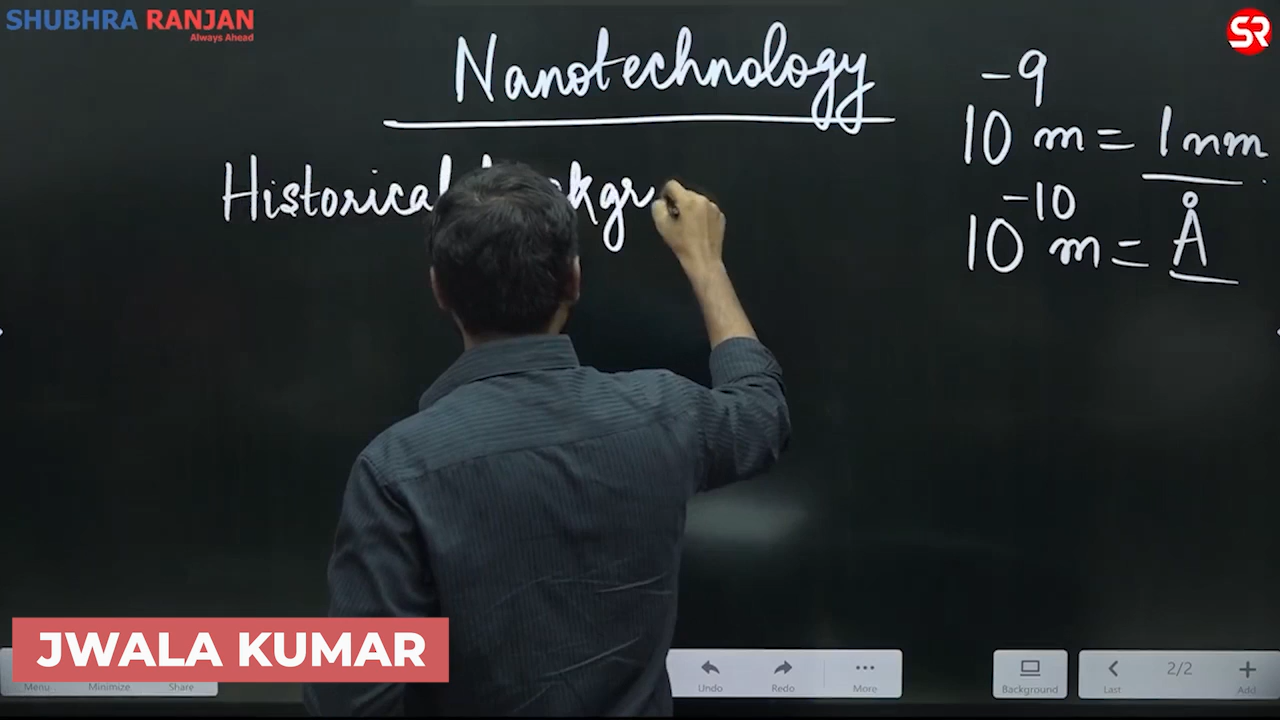 SHUBHRA RANJAN
Always Ahead
SR
Nanotechnology
Historical
10⁻⁹ m = 1 nm
10⁻¹⁰ m = Å
JWALA KUMAR
Menu Minimize Share
Undo Redo More
Background
Last 2/2 Add